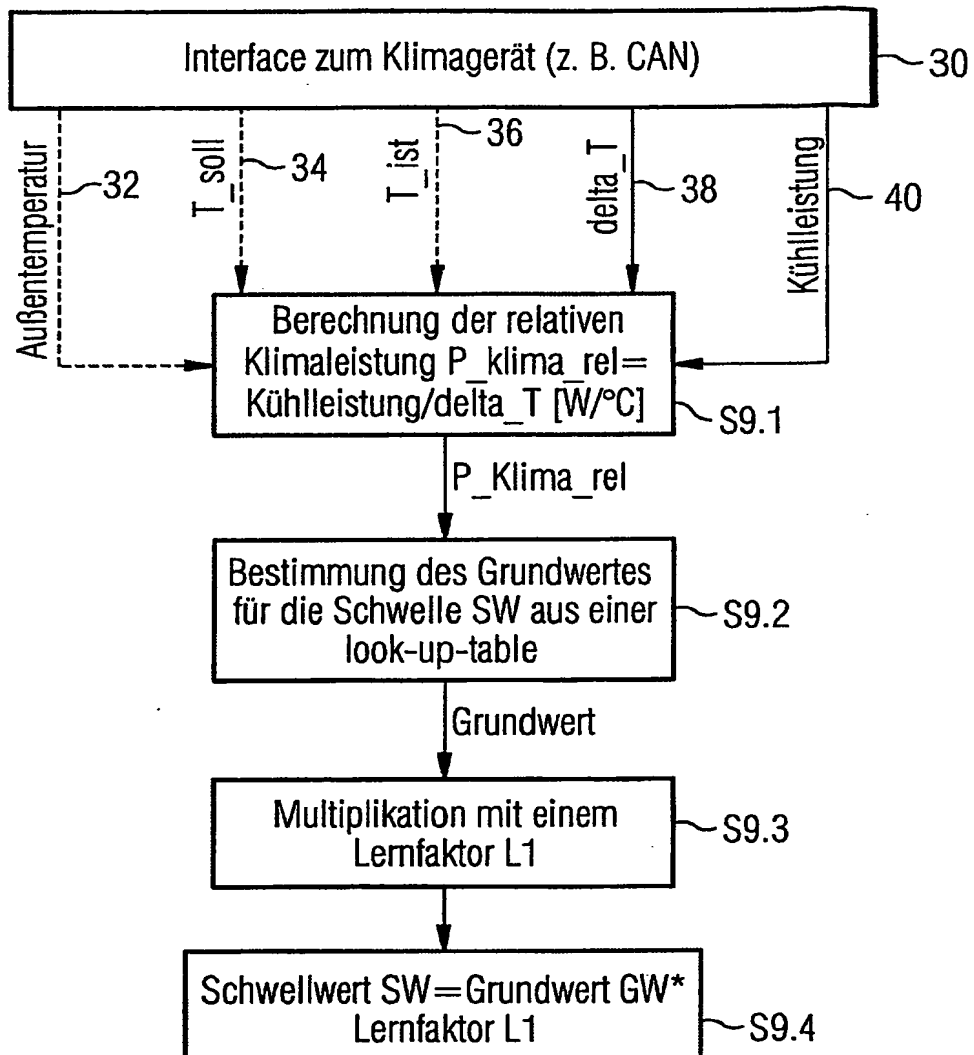 Interface zum Klimagerät (z. B. CAN)
30
Außentemperatur
32
T_soll
34
T_ist
36
delta_T
38
Kühlleistung
40
Berechnung der relativen
Klimaleistung P_klima_rel=
Kühlleistung/delta_T [W/°C]
S9.1
P_Klima_rel
Bestimmung des Grundwertes
für die Schwelle SW aus einer
look-up-table
S9.2
Grundwert
Multiplikation mit einem
Lernfaktor L1
S9.3
Schwellwert SW=Grundwert GW*
Lernfaktor L1
S9.4